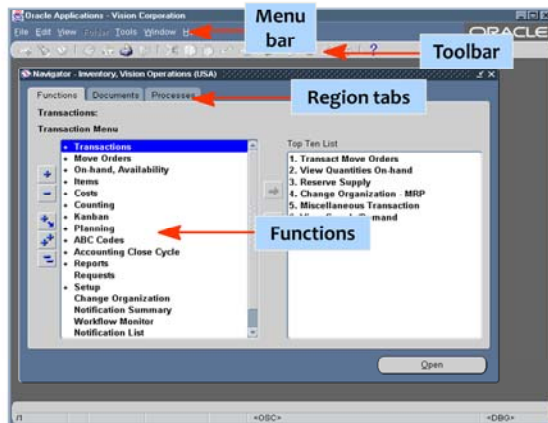 Oracle Applications - Vision Corporation
File Edit View Folder Tools Window
Menu bar
ORACLE
Toolbar
Navigator - Inventory, Vision Operations (USA)
Functions Documents Processes
Region tabs
Transactions:
Transaction Menu
+ Transactions
+ Move Orders
+ On-hand, Availability
+ Items
+ Costs
+ Counting
+ Kanban
+ Planning
+ ABC Codes
+ Accounting Close Cycle
+ Reports
Requests
+ Setup
Change Organization
Notification Summary
Workflow Monitor
Notification List
Functions
Top Ten List
1. Transact Move Orders
2. View Quantities On-hand
3. Reserve Supply
4. Change Organization - MRP
5. Miscellaneous Transaction
Open
<OSC>
<DBG>